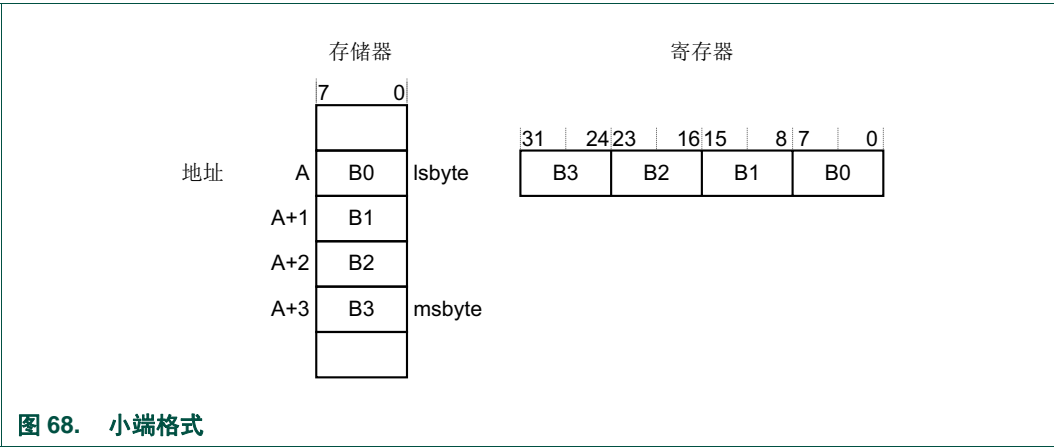 存储器 寄存器
7 0
31 24 23 16 15 8 7 0
地址 A B0 lsbyte B3 B2 B1 B0
A+1 B1
A+2 B2
A+3 B3 msbyte
图 68. 小端格式